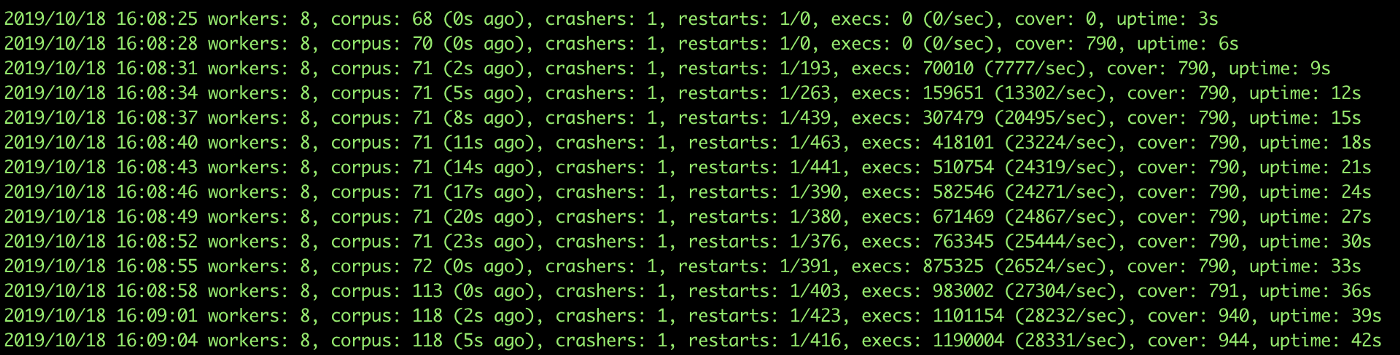 2019/10/18 16:08:25 workers: 8, corpus: 68 (0s ago), crashers: 1, restarts: 1/0, execs: 0 (0/sec), cover: 0, uptime: 3s
2019/10/18 16:08:28 workers: 8, corpus: 70 (0s ago), crashers: 1, restarts: 1/0, execs: 0 (0/sec), cover: 790, uptime: 6s
2019/10/18 16:08:31 workers: 8, corpus: 71 (2s ago), crashers: 1, restarts: 1/193, execs: 70010 (7777/sec), cover: 790, uptime: 9s
2019/10/18 16:08:34 workers: 8, corpus: 71 (5s ago), crashers: 1, restarts: 1/263, execs: 159651 (13302/sec), cover: 790, uptime: 12s
2019/10/18 16:08:37 workers: 8, corpus: 71 (8s ago), crashers: 1, restarts: 1/439, execs: 307479 (20495/sec), cover: 790, uptime: 15s
2019/10/18 16:08:40 workers: 8, corpus: 71 (11s ago), crashers: 1, restarts: 1/463, execs: 418101 (23224/sec), cover: 790, uptime: 18s
2019/10/18 16:08:43 workers: 8, corpus: 71 (14s ago), crashers: 1, restarts: 1/441, execs: 510754 (24319/sec), cover: 790, uptime: 21s
2019/10/18 16:08:46 workers: 8, corpus: 71 (17s ago), crashers: 1, restarts: 1/390, execs: 582546 (24271/sec), cover: 790, uptime: 24s
2019/10/18 16:08:49 workers: 8, corpus: 71 (20s ago), crashers: 1, restarts: 1/380, execs: 671469 (24867/sec), cover: 790, uptime: 27s
2019/10/18 16:08:52 workers: 8, corpus: 71 (23s ago), crashers: 1, restarts: 1/376, execs: 763345 (25444/sec), cover: 790, uptime: 30s
2019/10/18 16:08:55 workers: 8, corpus: 72 (0s ago), crashers: 1, restarts: 1/391, execs: 875325 (26524/sec), cover: 790, uptime: 33s
2019/10/18 16:08:58 workers: 8, corpus: 113 (0s ago), crashers: 1, restarts: 1/403, execs: 983002 (27304/sec), cover: 791, uptime: 36s
2019/10/18 16:09:01 workers: 8, corpus: 118 (2s ago), crashers: 1, restarts: 1/423, execs: 1101154 (28232/sec), cover: 940, uptime: 39s
2019/10/18 16:09:04 workers: 8, corpus: 118 (5s ago), crashers: 1, restarts: 1/416, execs: 1190004 (28331/sec), cover: 944, uptime: 42s